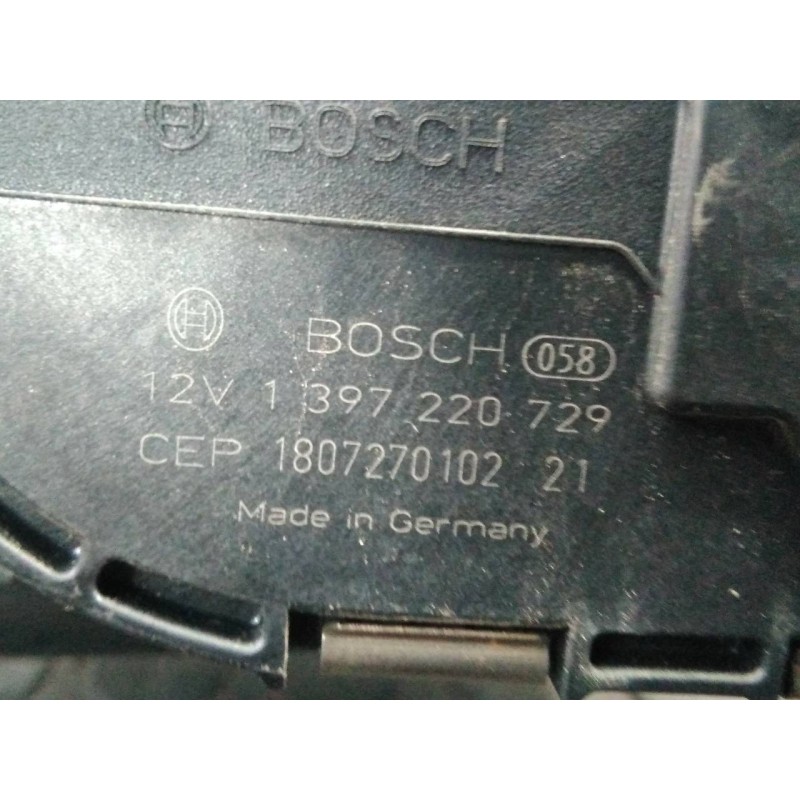 BOSCH
BOSCH 058
12V 1 397 220 729
CEP 1807270102 21
Made in Germany